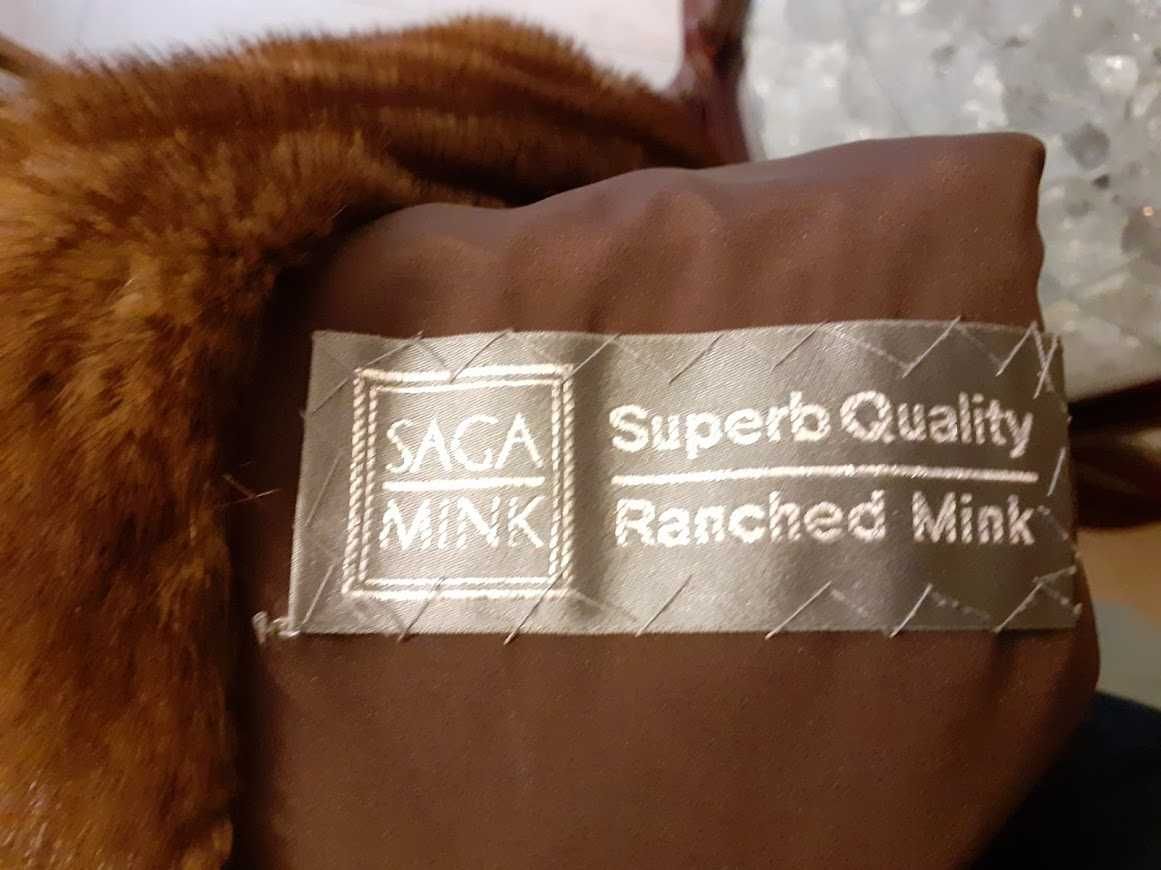 SAGA
MINK
Superb Quality
Ranched Mink